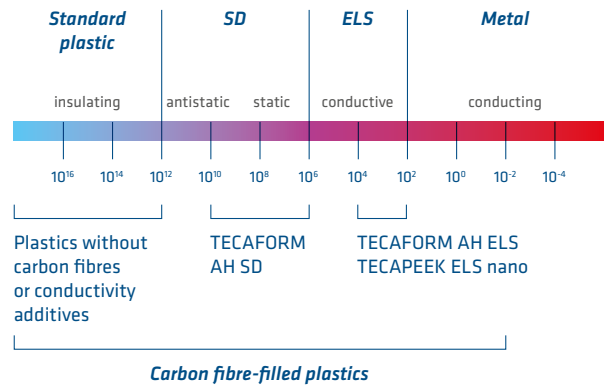 Standard plastic
SD
ELS
Metal
insulating
antistatic
static
conductive
conducting
10¹⁶
10¹⁴
10¹²
10¹⁰
10⁸
10⁶
10⁴
10²
10⁰
10⁻²
10⁻⁴
Plastics without
carbon fibres
or conductivity
additives
TECAFORM
AH SD
TECAFORM AH ELS
TECAPEEK ELS nano
Carbon fibre-filled plastics